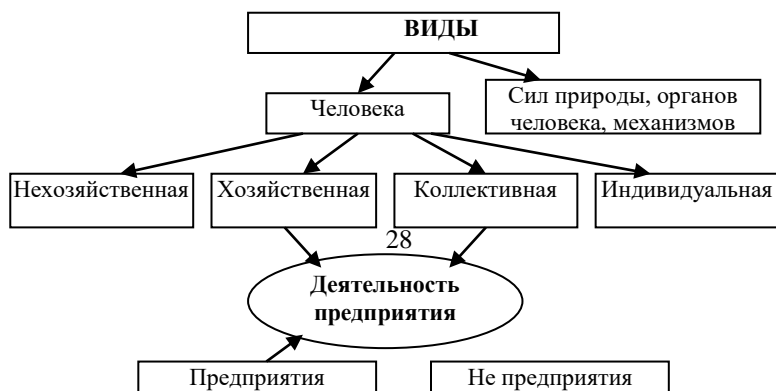 ВИДЫ
Человека
Сил природы, органов
человека, механизмов
Нехозяйственная
Хозяйственная
Коллективная
Индивидуальная
28
Деятельность
предприятия
Предприятия
Не предприятия